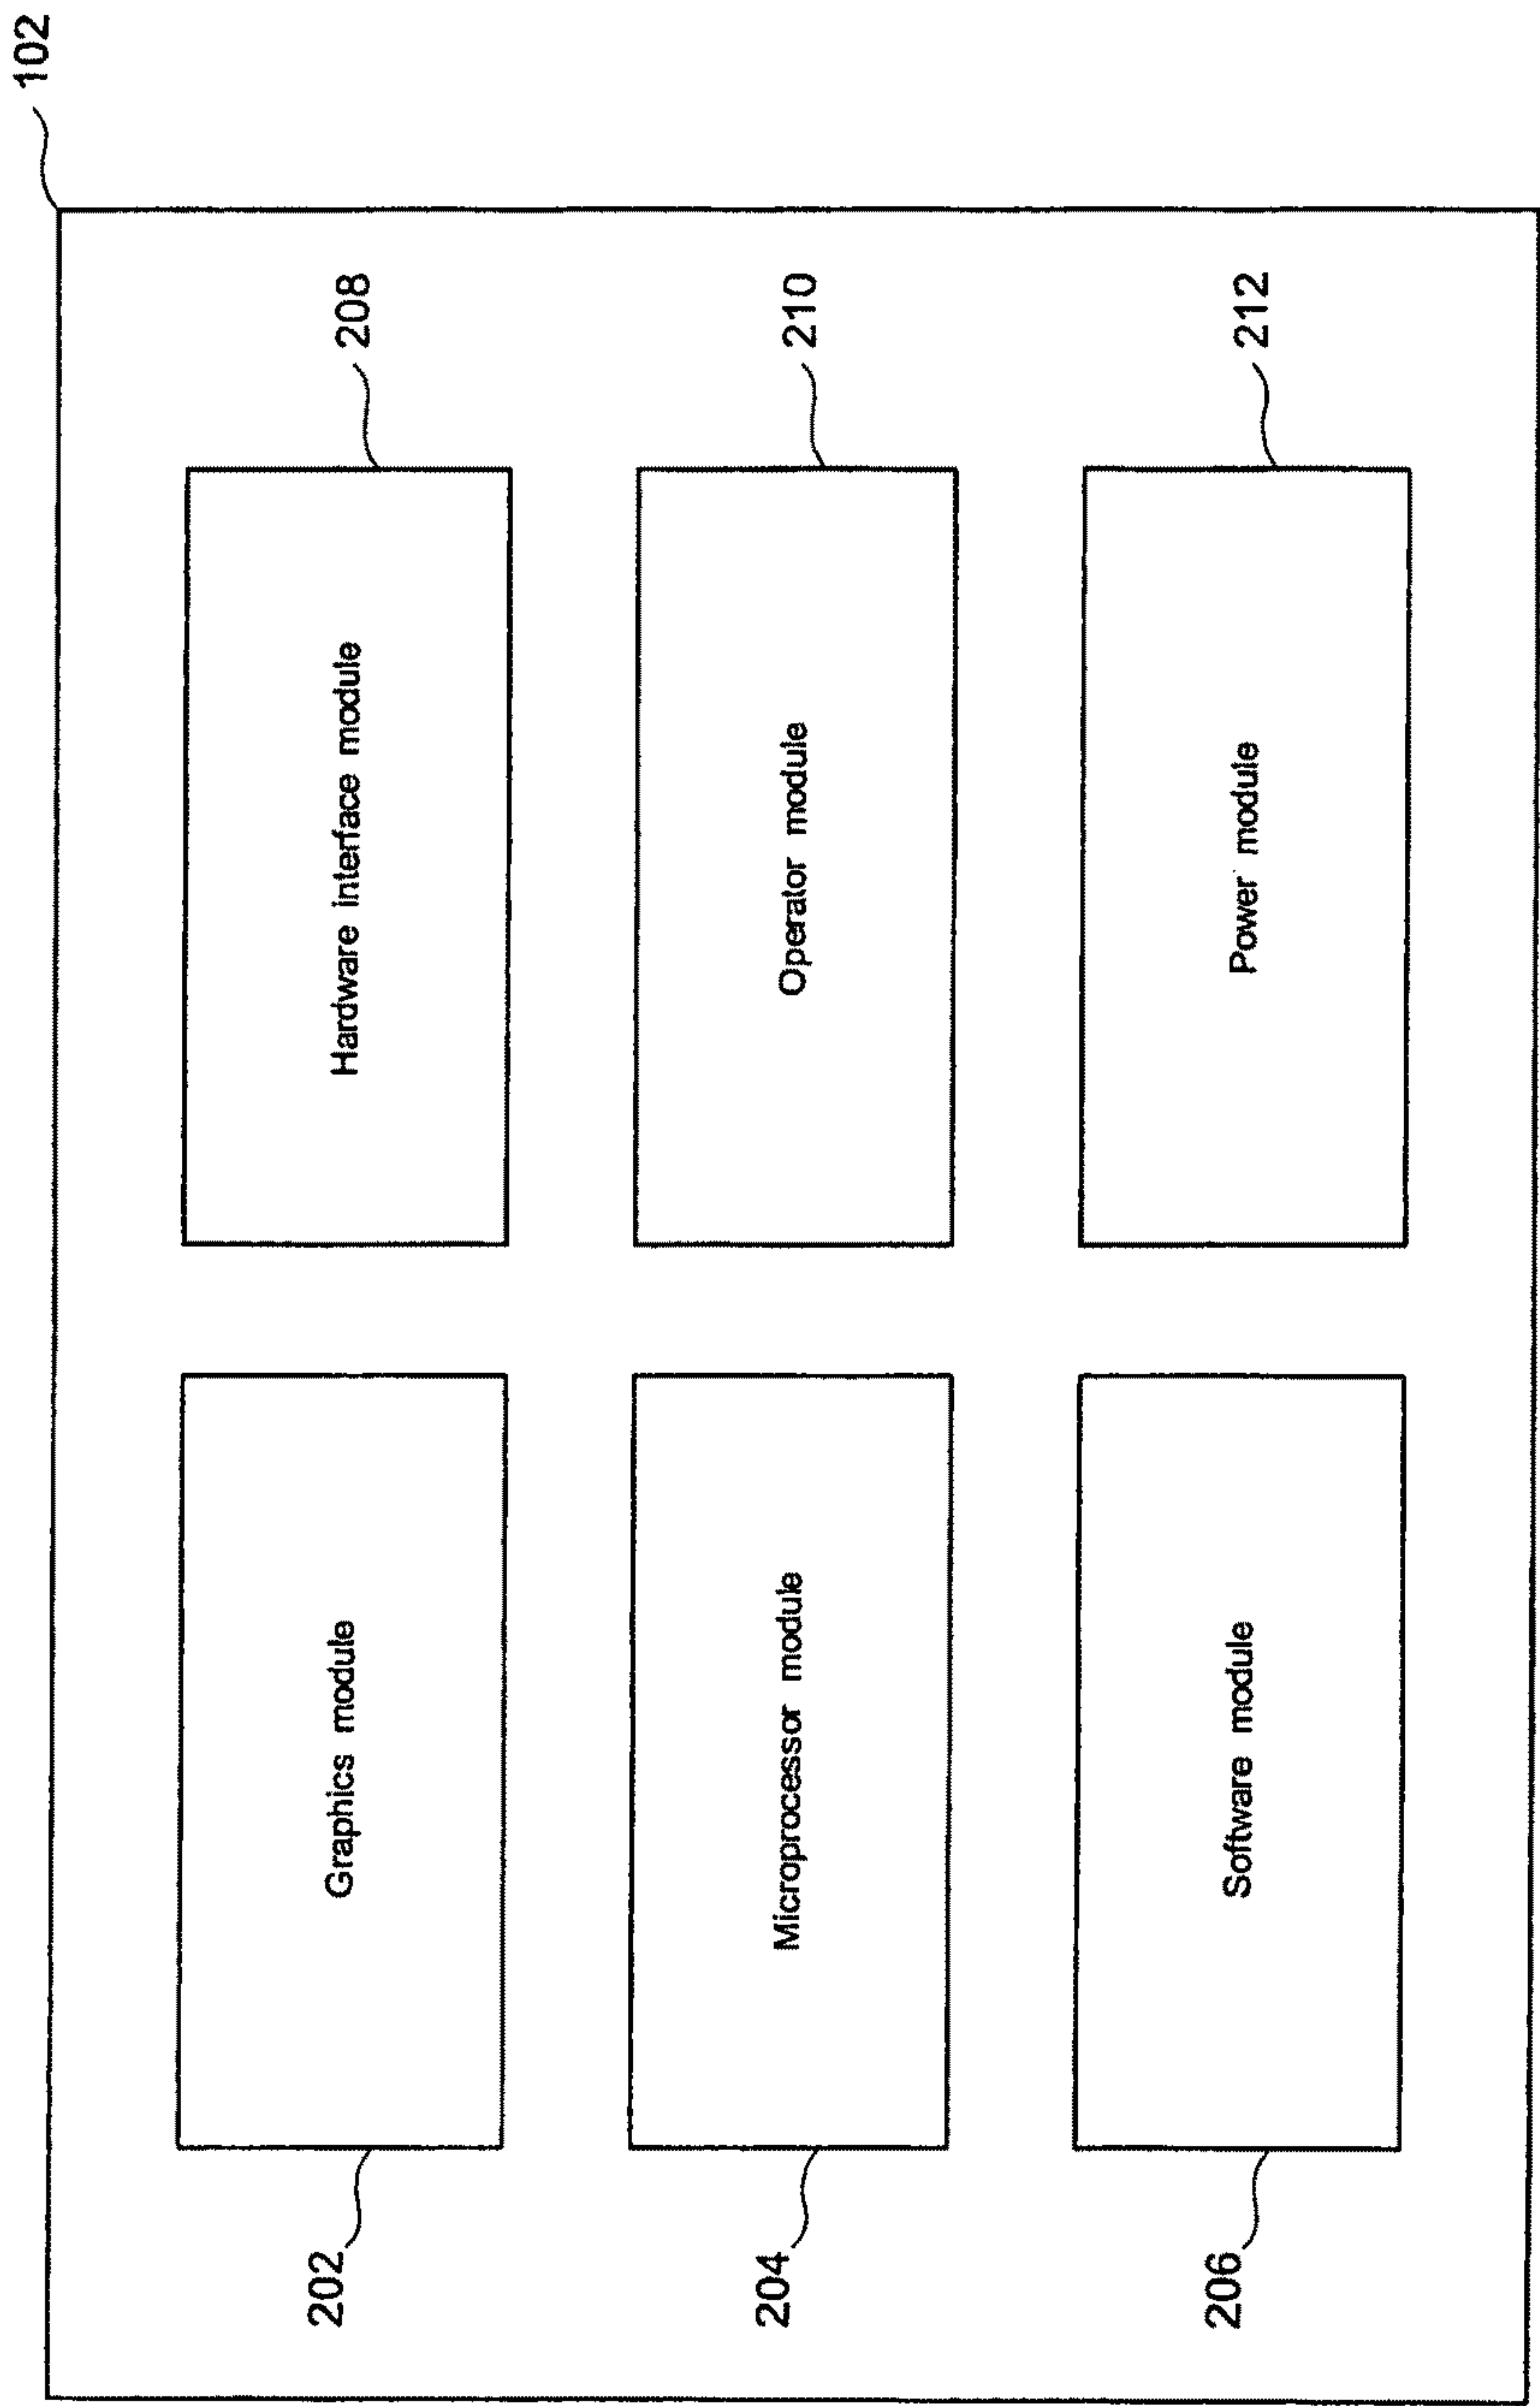 102
202
Graphics module
Hardware interface module
208
204
Microprocessor module
Operator module
210
206
Software module
Power module
212